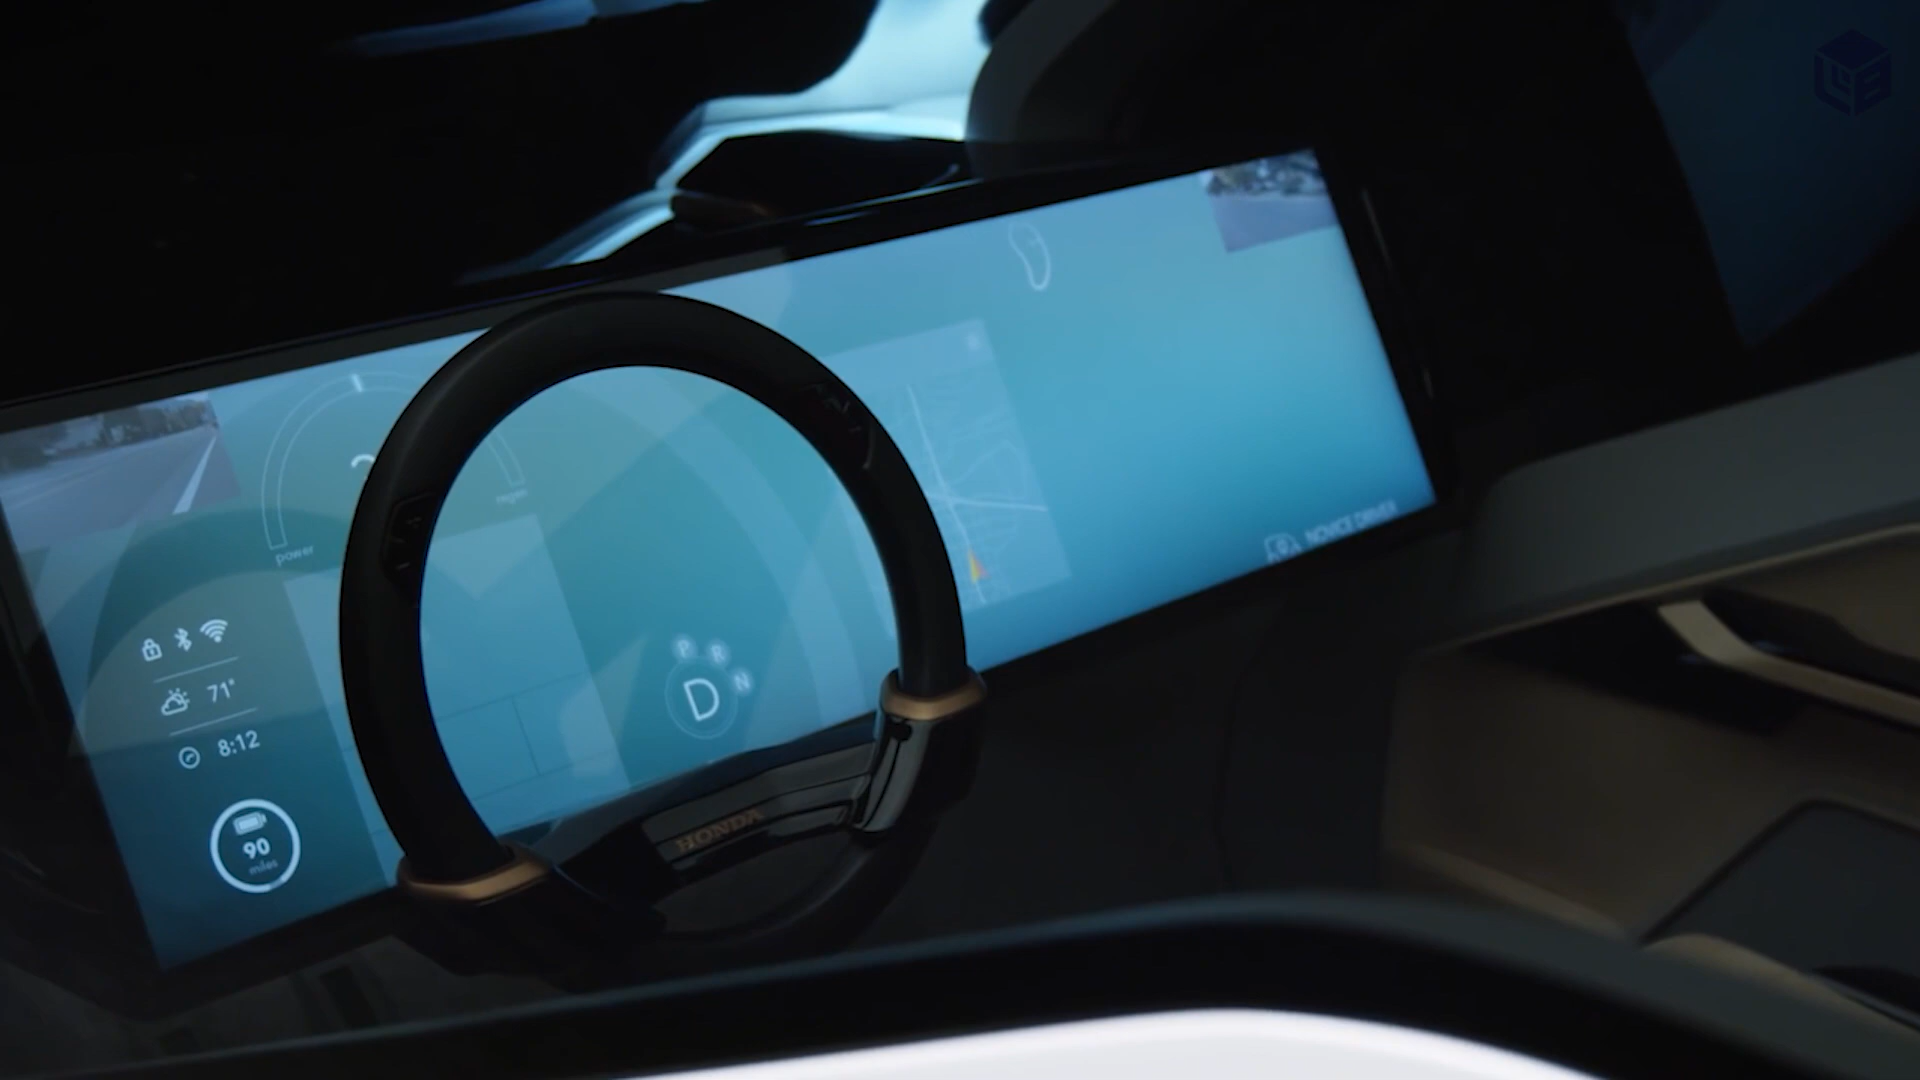 regen
power
71°
8:12
90
miles
P R
N
D
HONDA
NOVICE DRIVER